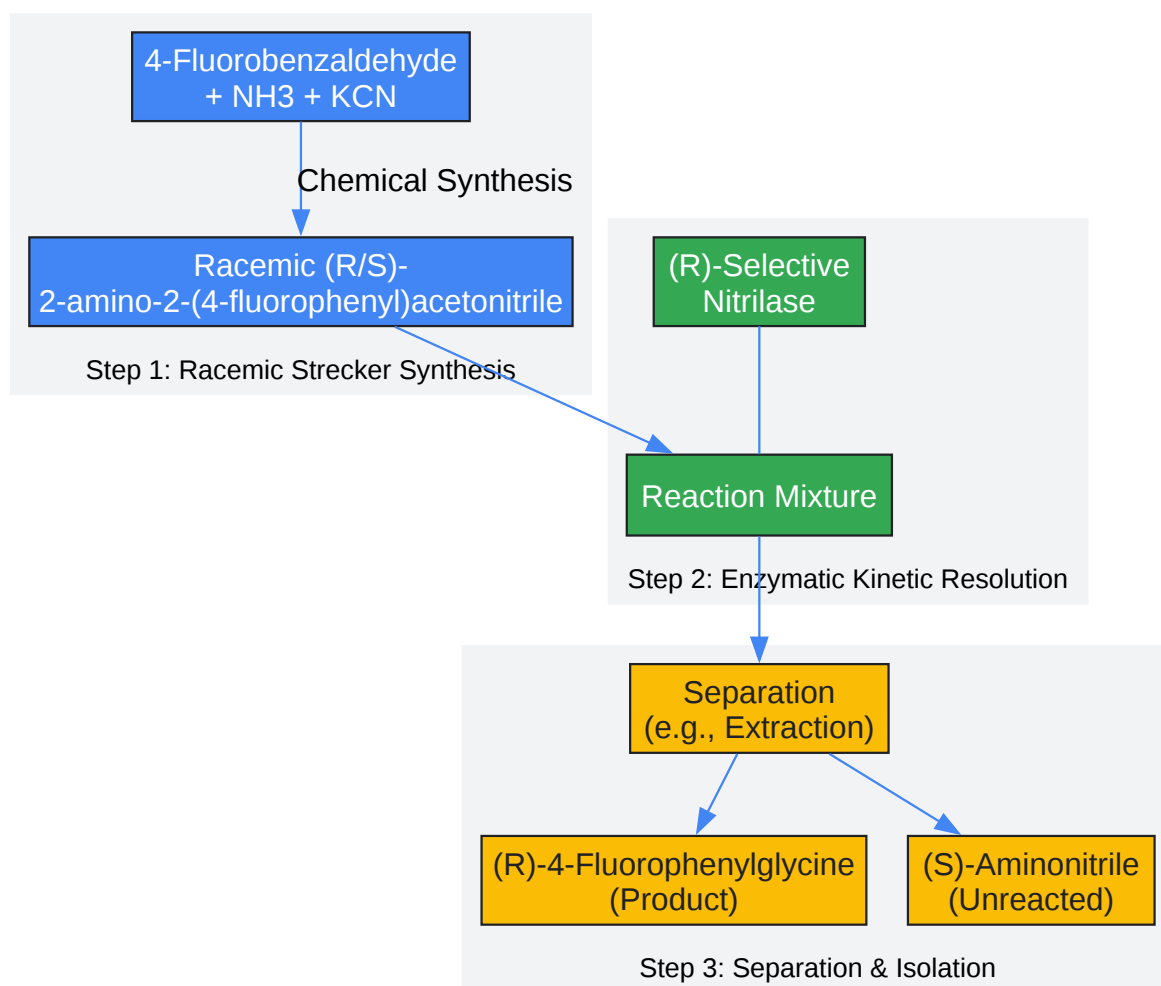 4-Fluorobenzaldehyde
+ NH3 + KCN
Chemical Synthesis
Racemic (R/S)-
2-amino-2-(4-fluorophenyl)acetonitrile
Step 1: Racemic Strecker Synthesis
(R)-Selective
Nitrilase
Reaction Mixture
Step 2: Enzymatic Kinetic Resolution
Separation
(e.g., Extraction)
(R)-4-Fluorophenylglycine
(Product)
(S)-Aminonitrile
(Unreacted)
Step 3: Separation & Isolation